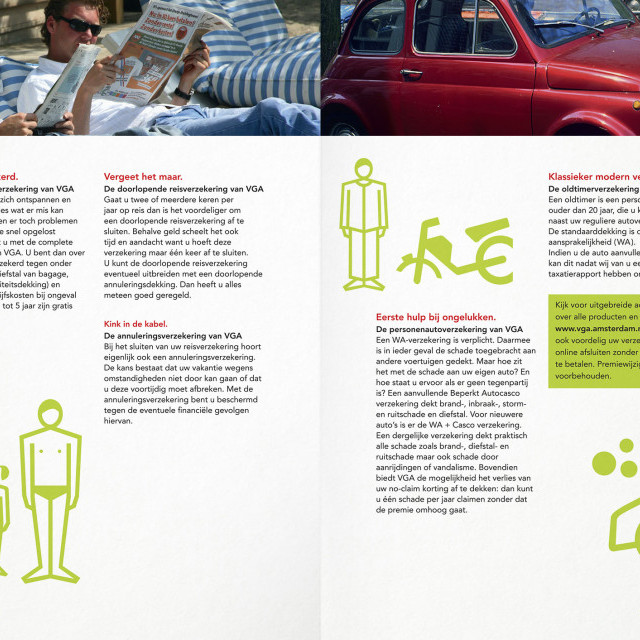 erd.
erzekering van VGA
zich ontspannen en
es wat er mis kan
en er toch problemen
e snel opgelost
t u met de complete
n VGA. U bent dan over
zekerd tegen onder
iefstal van bagage,
iteitsdekking) en
ijfskosten bij ongeval
tot 5 jaar zijn gratis
Vergeet het maar.
De doorlopende reisverzekering van VGA
Gaat u twee of meerdere keren per
jaar op reis dan is het voordeliger om
een doorlopende reisverzekering af te
sluiten. Behalve geld scheelt het ook
tijd en aandacht want u hoeft deze
verzekering maar één keer af te sluiten.
U kunt de doorlopende reisverzekering
eventueel uitbreiden met een doorlopende
annuleringsdekking. Dan heeft u alles
meteen goed geregeld.
Kink in de kabel.
De annuleringsverzekering van VGA
Bij het sluiten van uw reisverzekering hoort
eigenlijk ook een annuleringsverzekering.
De kans bestaat dat uw vakantie wegens
omstandigheden niet door kan gaan of dat
u deze voortijdig moet afbreken. Met de
annuleringsverzekering bent u beschermd
tegen de eventuele financiële gevolgen
hiervan.
Eerste hulp bij ongelukken.
De personenautoverzekering van VGA
Een WA-verzekering is verplicht. Daarmee
is in ieder geval de schade toegebracht aan
andere voertuigen gedekt. Maar hoe zit
het met de schade aan uw eigen auto? En
hoe staat u ervoor als er geen tegenpartij
is? Een aanvullende Beperkt Autocasco
verzekering dekt brand-, inbraak-, storm-
en ruitschade en diefstal. Voor nieuwere
auto's is er de WA + Casco verzekering.
Een dergelijke verzekering dekt praktisch
alle schade zoals brand-, diefstal- en
ruitschade maar ook schade door
aanrijdingen of vandalisme. Bovendien
biedt VGA de mogelijkheid het verlies van
uw no-claim korting af te dekken: dan kunt
u één schade per jaar claimen zonder dat
de premie omhoog gaat.
Klassieker modern ve
De oldtimerverzekering
Een oldtimer is een perso
ouder dan 20 jaar, die u k
naast uw reguliere autove
De standaarddekking is d
aansprakelijkheid (WA).
Indien u de auto aanvulle
kan dit nadat wij van u ee
taxatierapport hebben on
Kijk voor uitgebreide ac
over alle producten en
www.vga.amsterdam.n
ook voordelig uw verze
online afsluiten zonder
te betalen. Premiewijzig
voorbehouden.